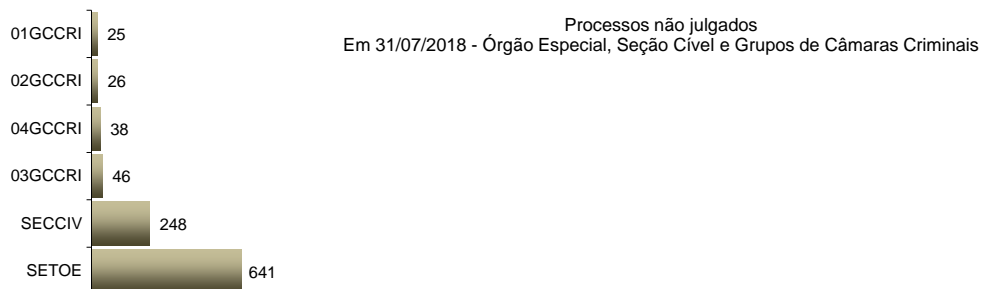 Processos não julgados
Em 31/07/2018 - Órgão Especial, Seção Cível e Grupos de Câmaras Criminais
01GCCRI 25
02GCCRI 26
04GCCRI 38
03GCCRI 46
SECCIV 248
SETOE 641